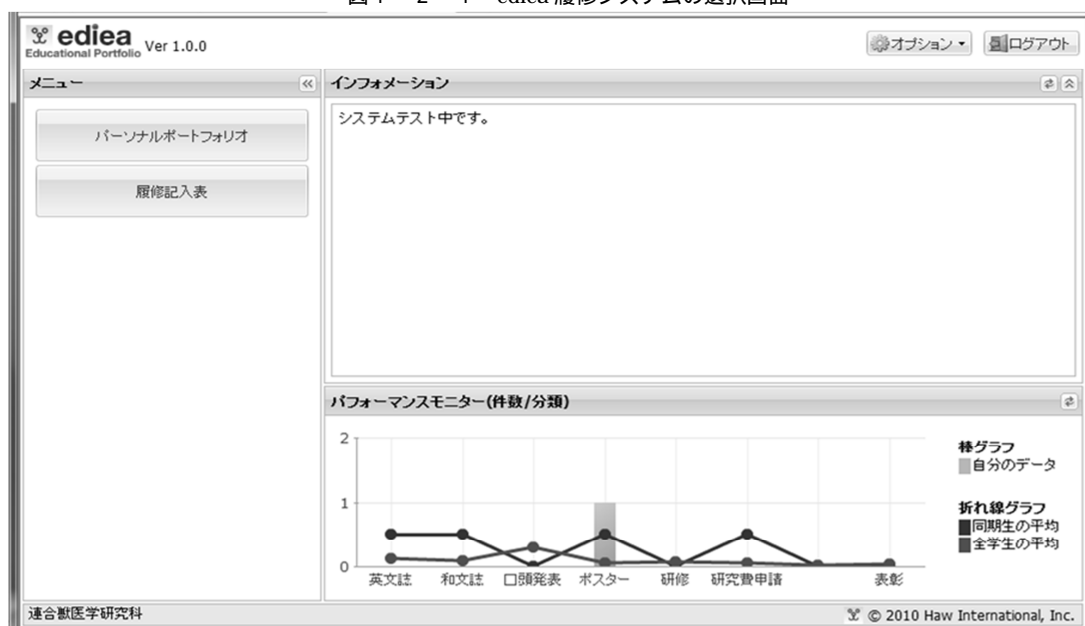 ediea
Educational Portfolio
Ver 1.0.0
オプション
ログアウト
メニュー
パーソナルポートフォリオ
履修記入表
インフォメーション
システムテスト中です。
パフォーマンスモニター(件数/分類)
2
1
0
英文誌 和文誌 口頭発表 ポスター 研修 研究費申請 表彰
棒グラフ
自分のデータ
折れ線グラフ
同期生の平均
全学生の平均
連合獣医学研究科
© 2010 Haw International, Inc.